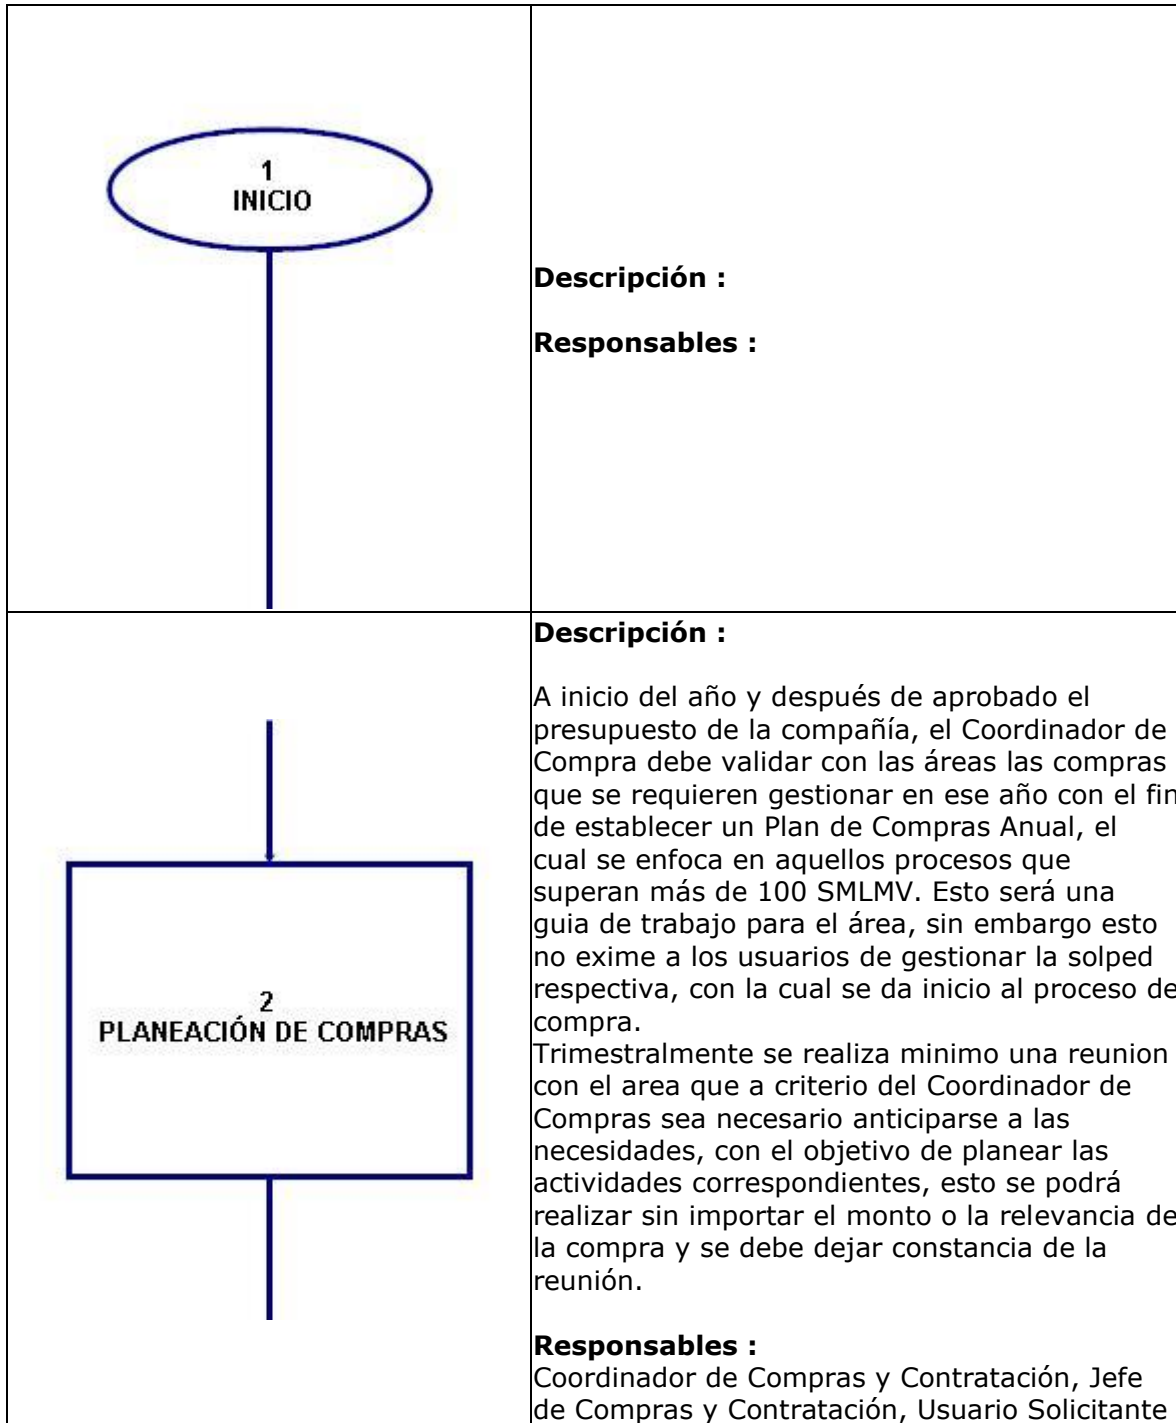 1
INICIO
Descripción :
Responsables :
2
PLANEACIÓN DE COMPRAS
Descripción :
A inicio del año y después de aprobado el
presupuesto de la compañía, el Coordinador de
Compra debe validar con las áreas las compras
que se requieren gestionar en ese año con el fin
de establecer un Plan de Compras Anual, el
cual se enfoca en aquellos procesos que
superan más de 100 SMLMV. Esto será una
guia de trabajo para el área, sin embargo esto
no exime a los usuarios de gestionar la solped
respectiva, con la cual se da inicio al proceso de
compra.
Trimestralmente se realiza minimo una reunion
con el area que a criterio del Coordinador de
Compras sea necesario anticiparse a las
necesidades, con el objetivo de planear las
actividades correspondientes, esto se podrá
realizar sin importar el monto o la relevancia de
la compra y se debe dejar constancia de la
reunión.
Responsables :
Coordinador de Compras y Contratación, Jefe
de Compras y Contratación, Usuario Solicitante